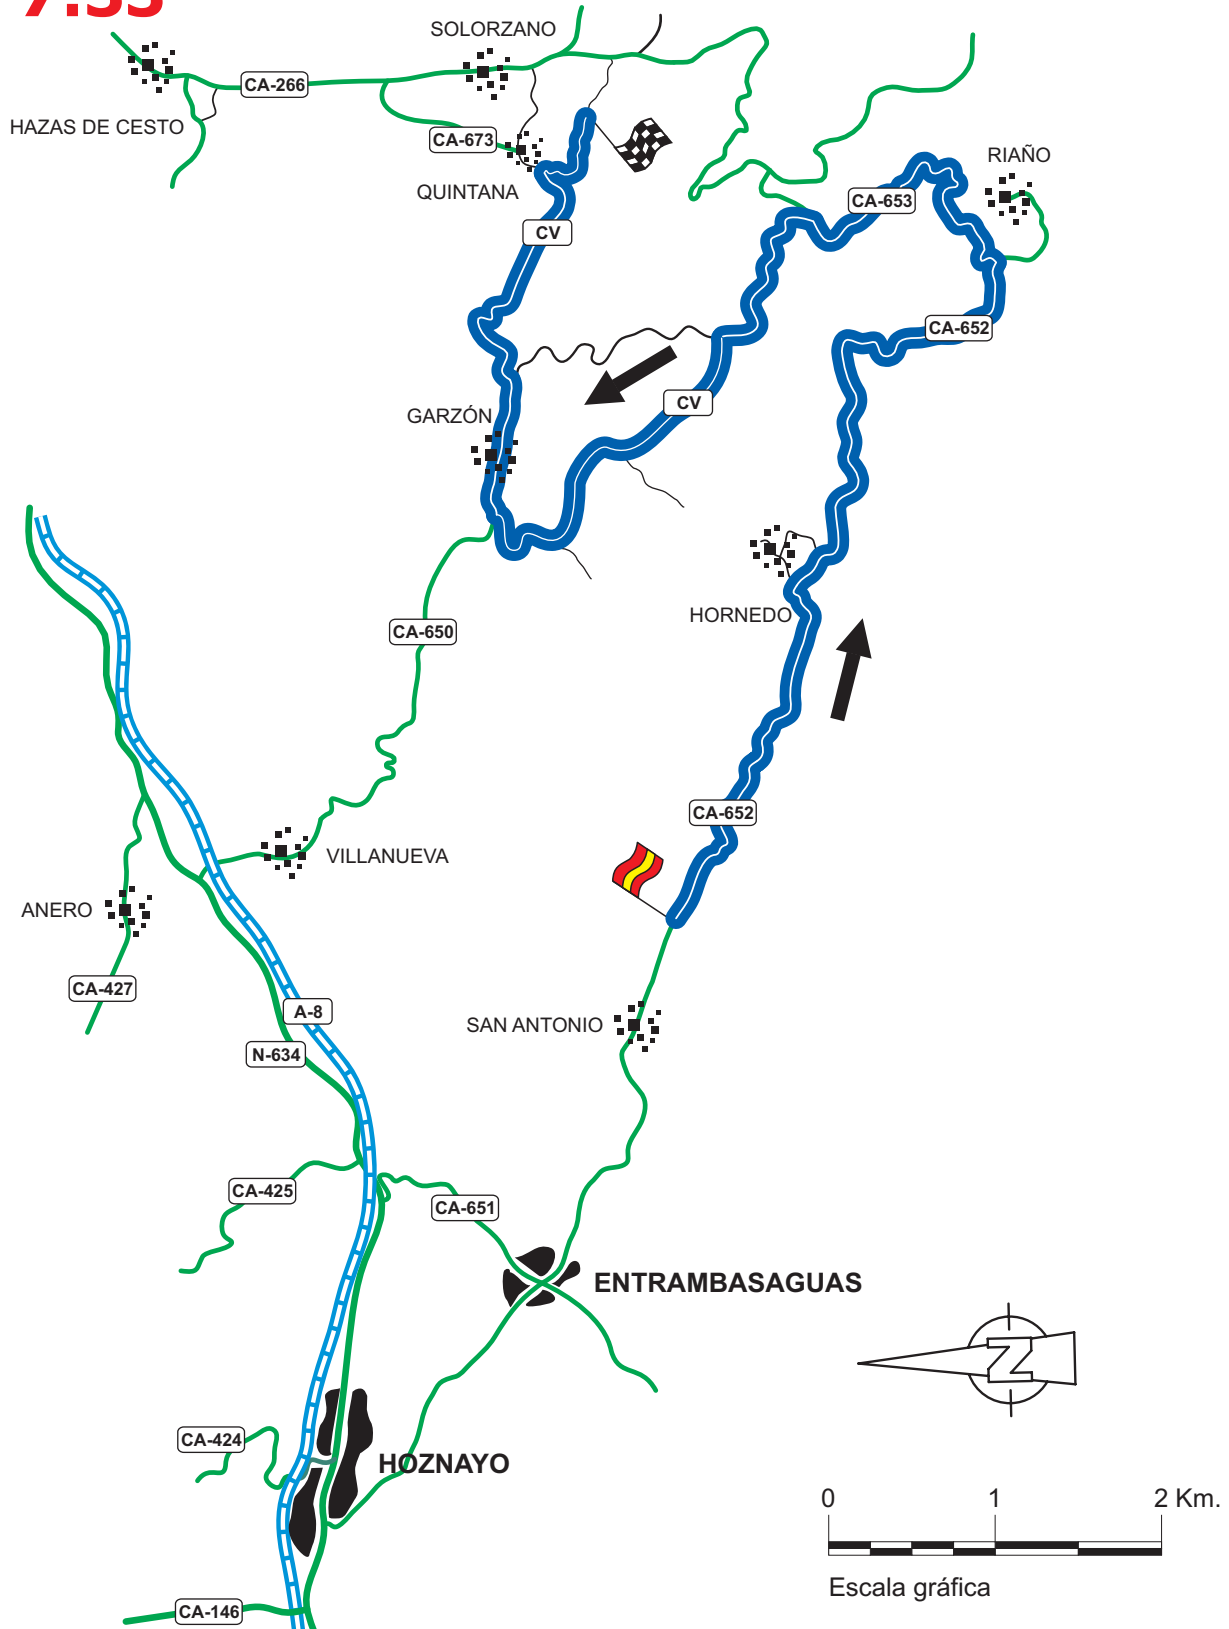 SOLORZANO
CA-266
HAZAS DE CESTO
CA-673
QUINTANA
RIAÑO
CA-653
CV
CA-652
CV
GARZÓN
HORNEDO
CA-650
CA-652
VILLANUEVA
ANERO
CA-427
A-8
SAN ANTONIO
N-634
CA-425
CA-651
ENTRAMBASAGUAS
N
CA-424
HOZNAYO
0 1 2 Km.
Escala gráfica
CA-146